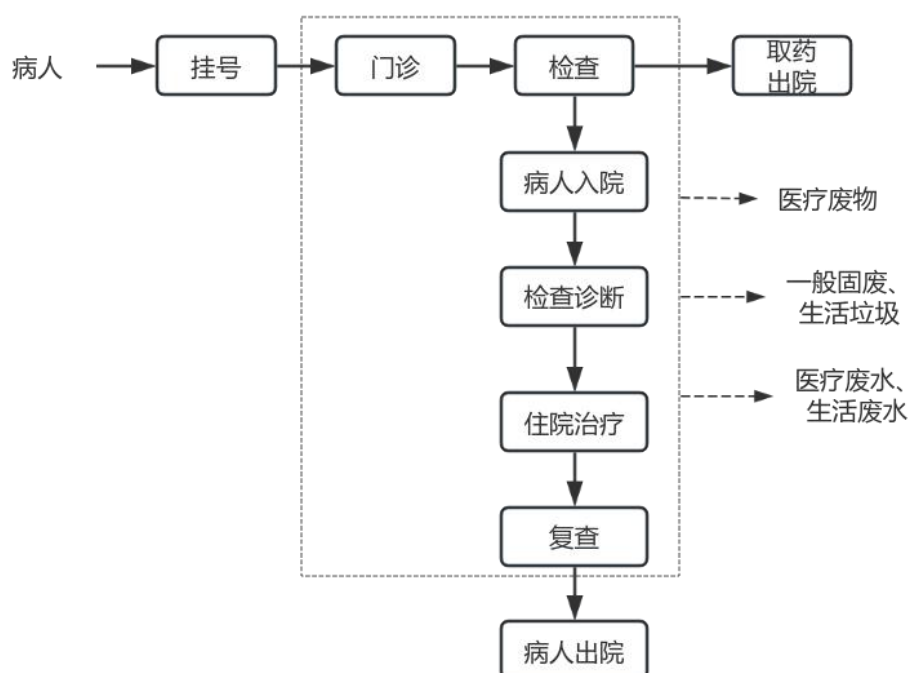 病人
挂号
门诊
检查
取药
出院
病人入院
医疗废物
检查诊断
一般固废、
生活垃圾
医疗废水、
生活废水
住院治疗
复查
病人出院